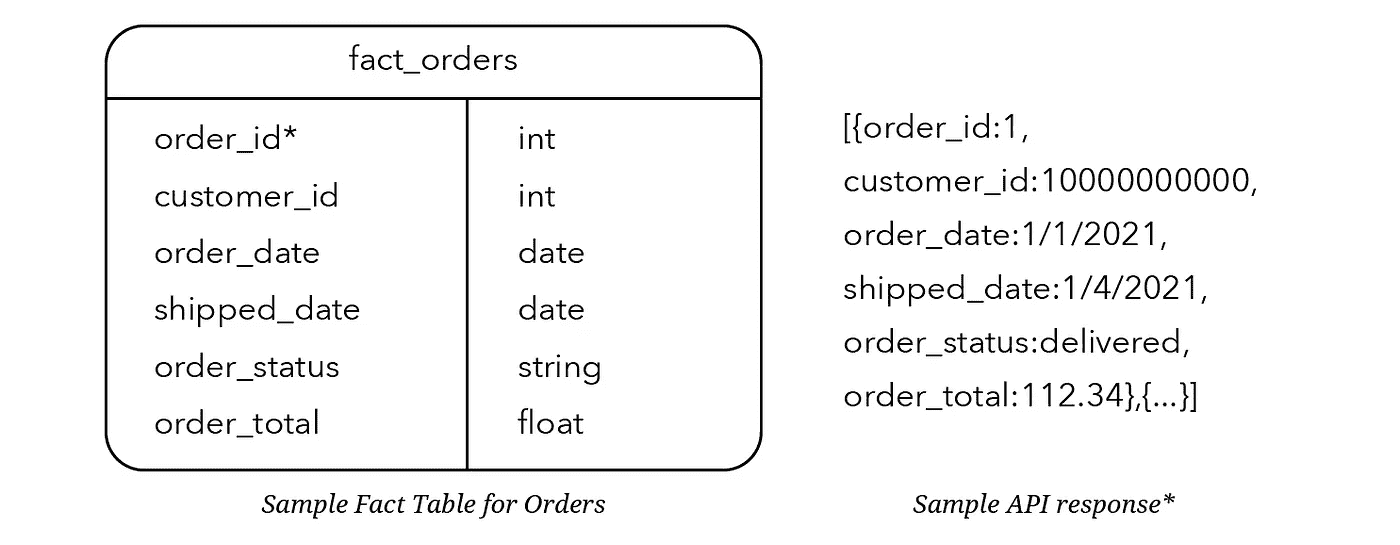 fact_orders
order_id* int
customer_id int
order_date date
shipped_date date
order_status string
order_total float
Sample Fact Table for Orders
[{order_id:1,
customer_id:10000000000,
order_date:1/1/2021,
shipped_date:1/4/2021,
order_status:delivered,
order_total:112.34},{...}]
Sample API response*